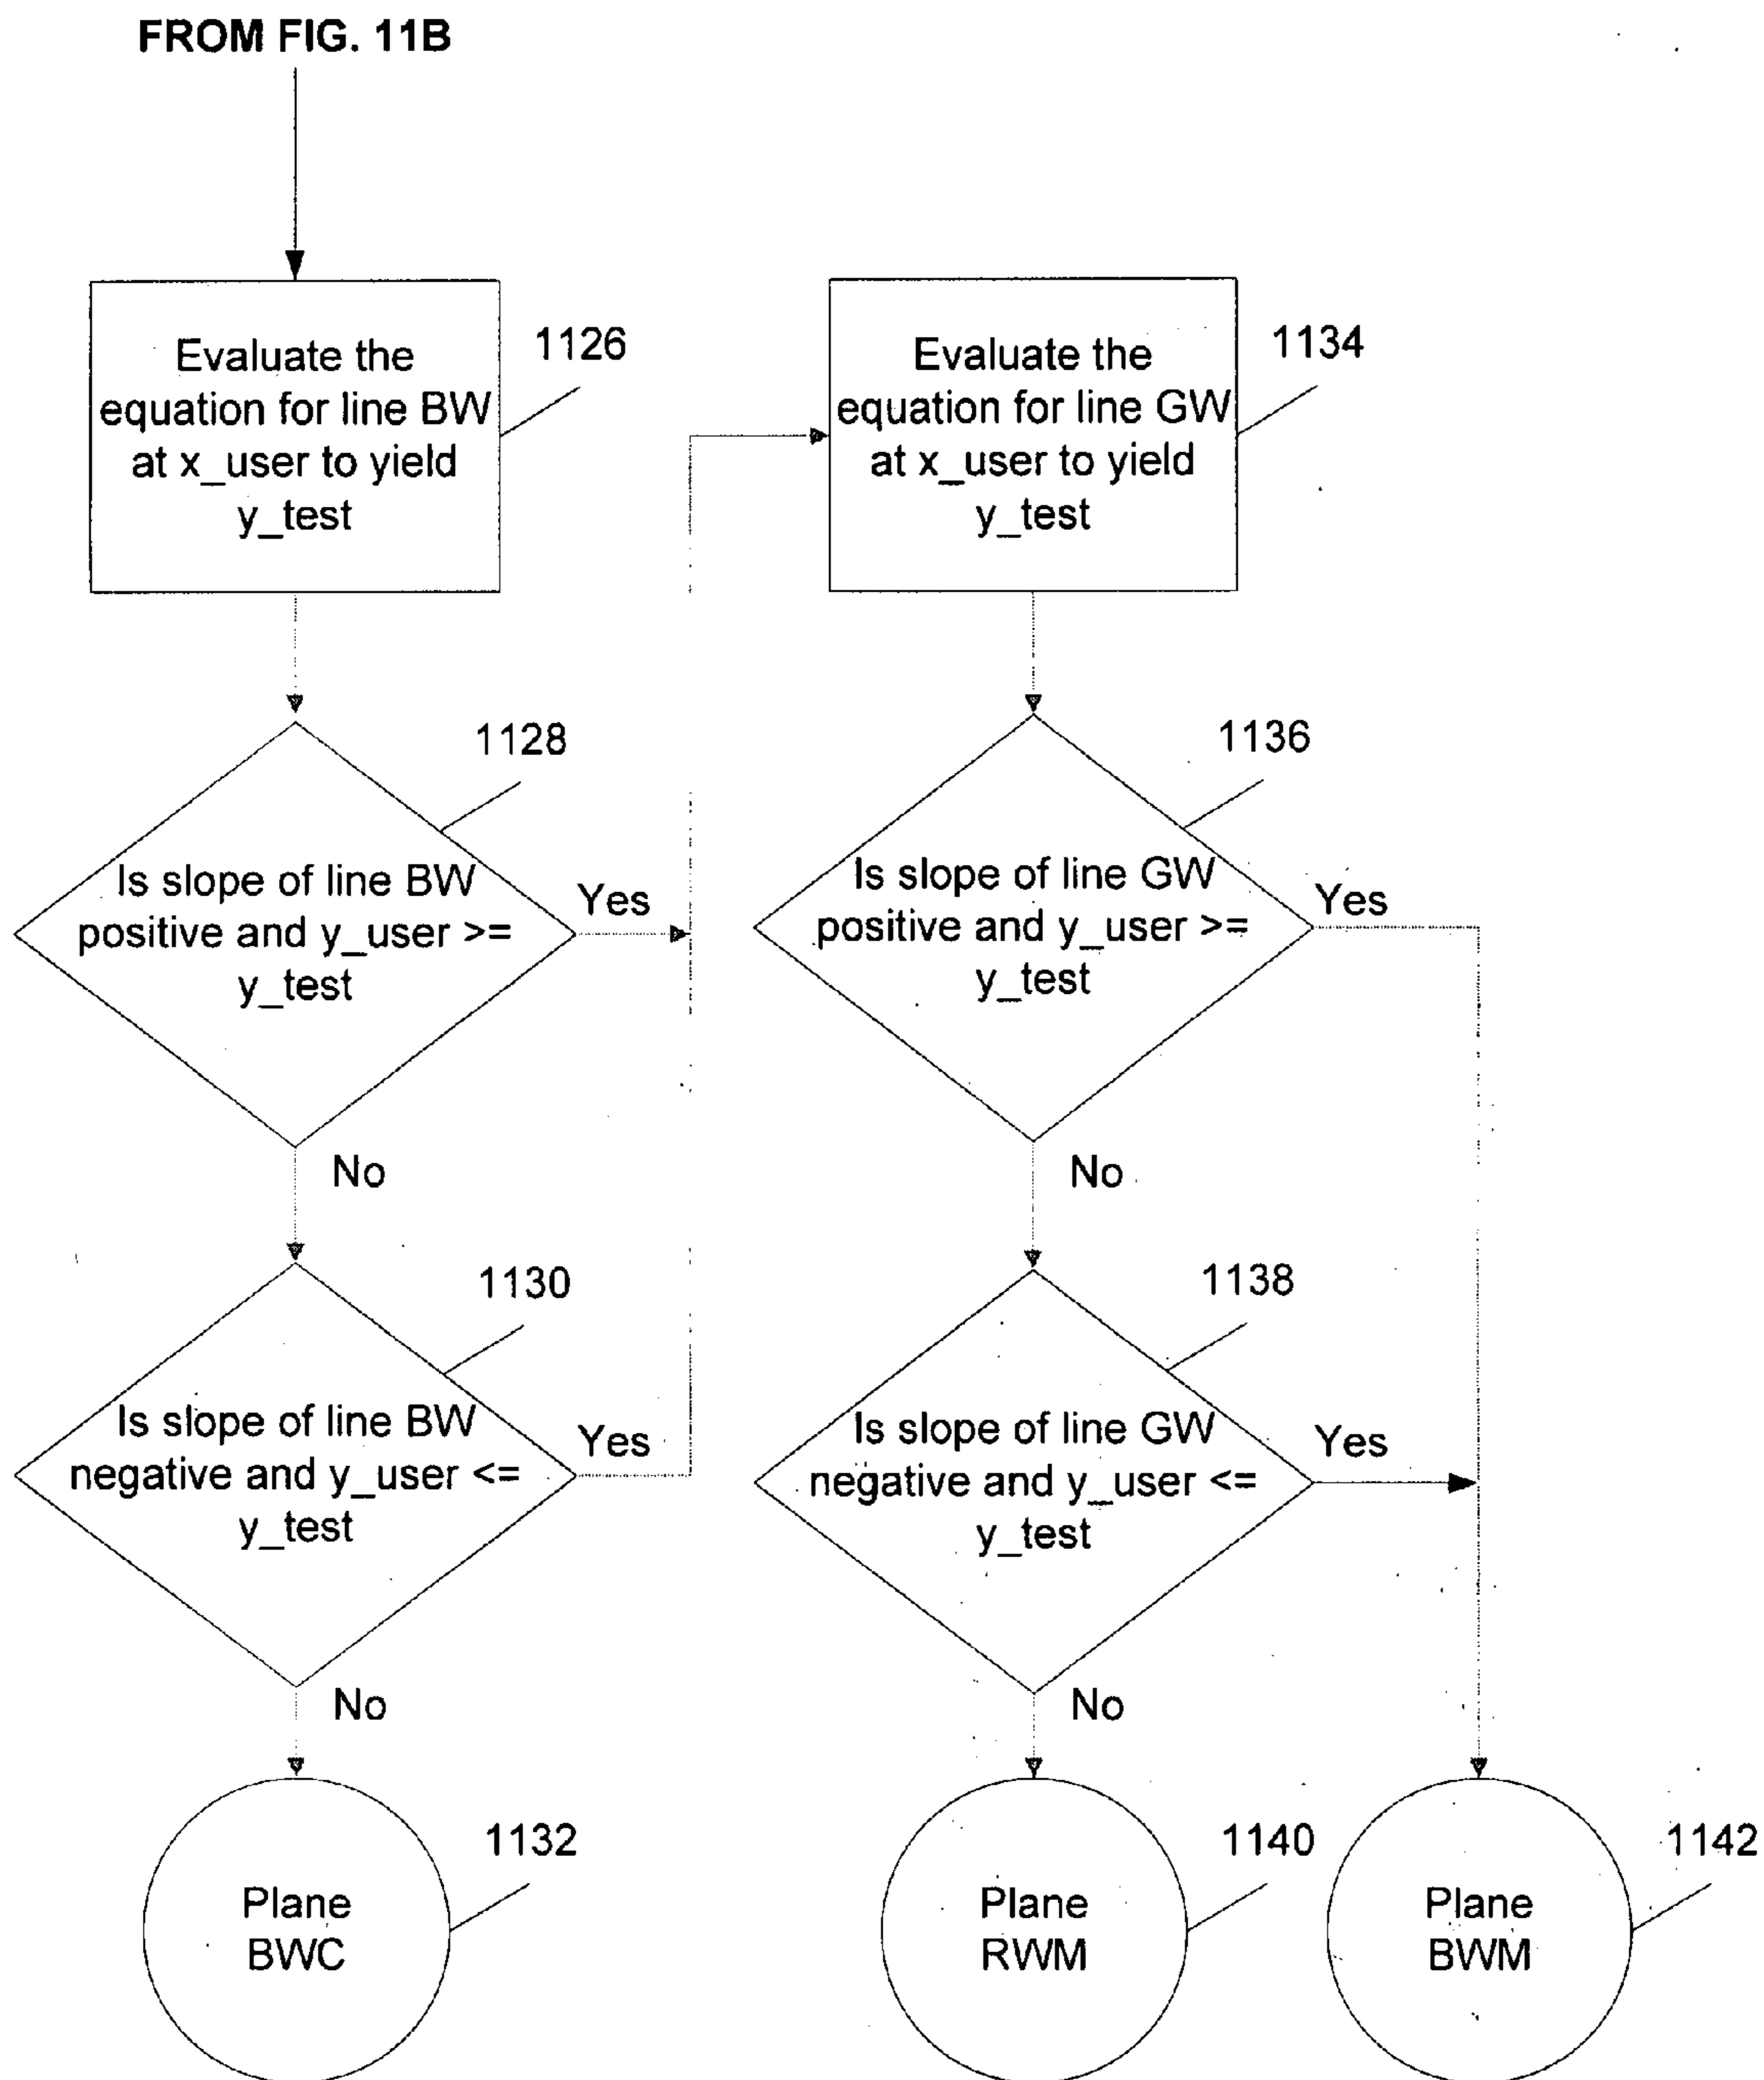 FROM FIG. 11B
Evaluate the
equation for line BW
at x_user to yield
y_test
1126
1128
Is slope of line BW
positive and y_user >=
y_test
Yes
No
1130
Is slope of line BW
negative and y_user <=
y_test
Yes
No
1132
Plane
BWC
Evaluate the
equation for line GW
at x_user to yield
y_test
1134
1136
Is slope of line GW
positive and y_user >=
y_test
Yes
No
1138
Is slope of line GW
negative and y_user <=
y_test
Yes
No
1140
Plane
RWM
1142
Plane
BWM